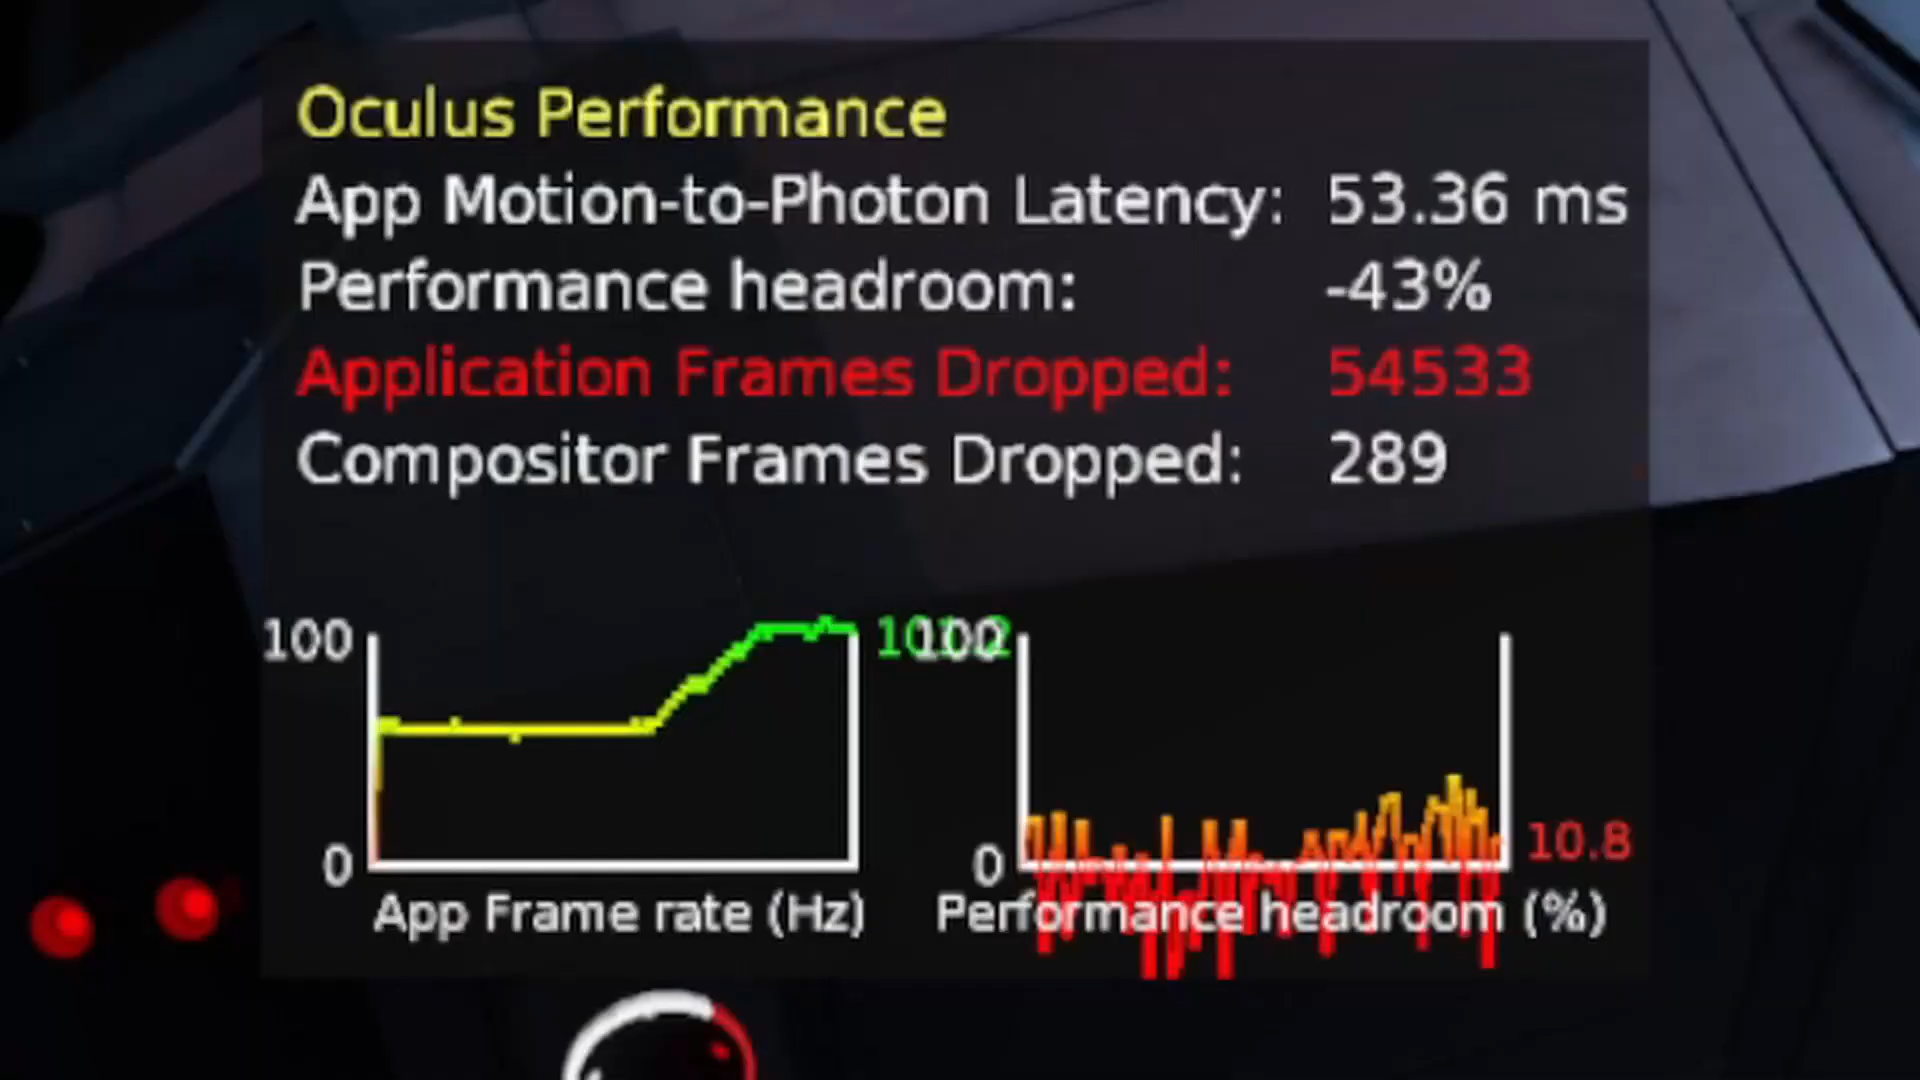 Oculus Performance
App Motion-to-Photon Latency: 53.36 ms
Performance headroom: -43%
Application Frames Dropped: 54533
Compositor Frames Dropped: 289
100
100
0
0
10.8
App Frame rate (Hz)
Performance headroom (%)